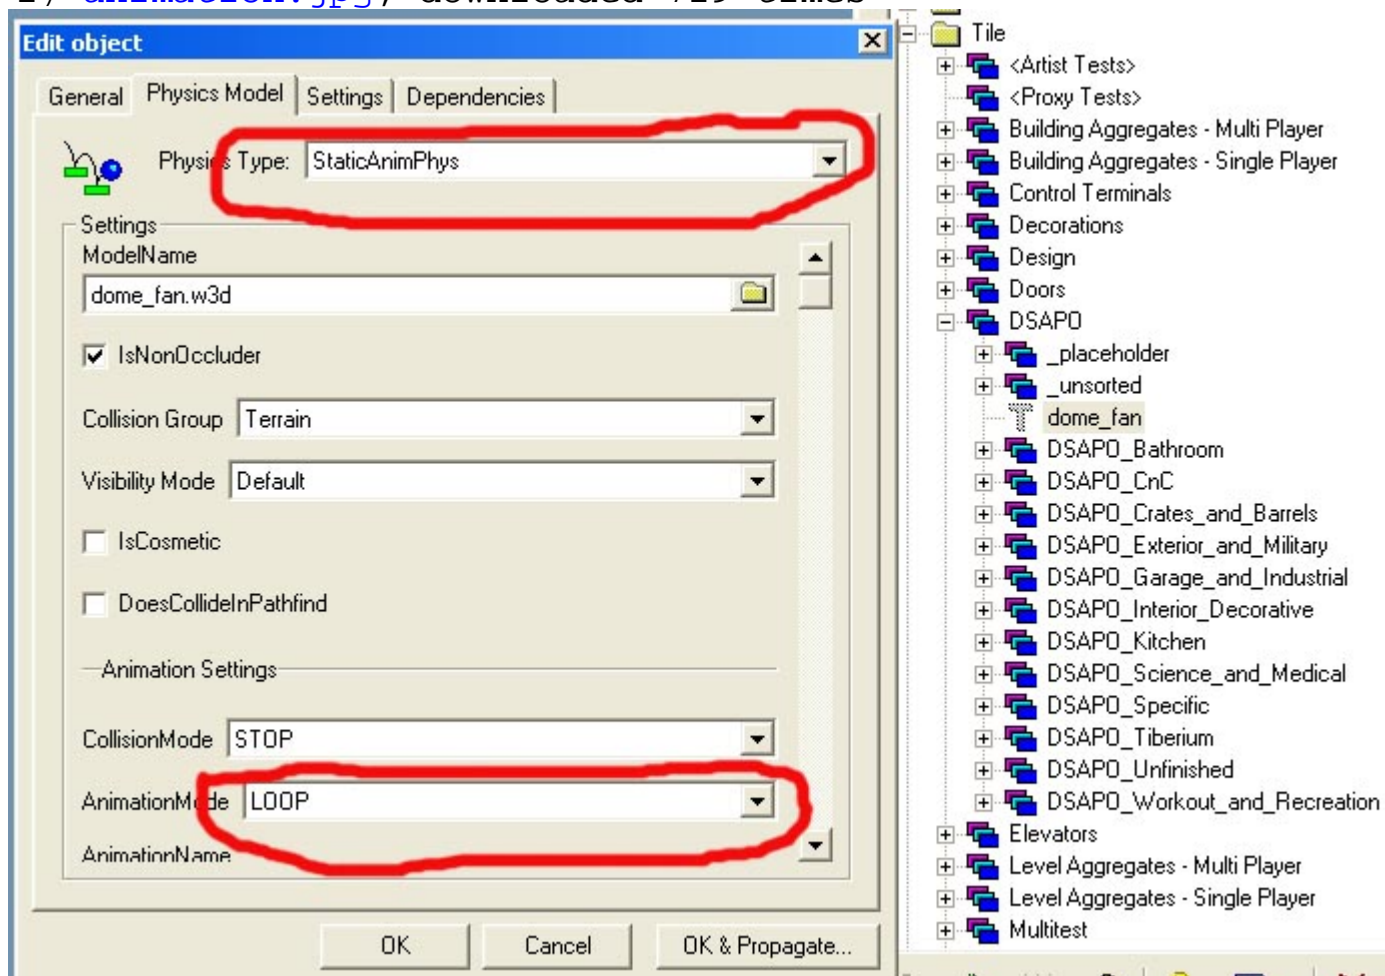 Edit object
General Physics Model Settings Dependencies
Physics Type: StaticAnimPhys
Settings
ModelName
dome_fan.w3d
IsNonOccluder
Collision Group Terrain
Visibility Mode Default
IsCosmetic
DoesCollideInPathfind
Animation Settings
CollisionMode STOP
AnimationMode LOOP
AnimationName
OK Cancel OK & Propagate...
Tile
<Artist Tests>
<Proxy Tests>
Building Aggregates - Multi Player
Building Aggregates - Single Player
Control Terminals
Decorations
Design
Doors
DSAPO
_placeholder
_unsorted
dome_fan
DSAPO_Bathroom
DSAPO_CnC
DSAPO_Crates_and_Barrels
DSAPO_Exterior_and_Military
DSAPO_Garage_and_Industrial
DSAPO_Interior_Decorative
DSAPO_Kitchen
DSAPO_Science_and_Medical
DSAPO_Specific
DSAPO_Tiberium
DSAPO_Unfinished
DSAPO_Workout_and_Recreation
Elevators
Level Aggregates - Multi Player
Level Aggregates - Single Player
Multitest